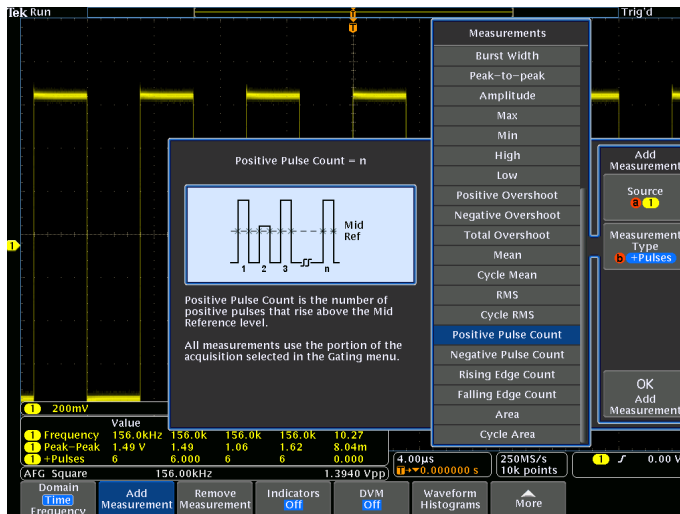 Tek Run
Trig'd
T
T
Measurements
Burst Width
Peak-to-peak
Amplitude
Max
Min
High
Low
Positive Overshoot
Negative Overshoot
Total Overshoot
Mean
Cycle Mean
RMS
Cycle RMS
Positive Pulse Count
Negative Pulse Count
Rising Edge Count
Falling Edge Count
Area
Cycle Area
Positive Pulse Count = n
Mid
Ref
1 2 3 n
Positive Pulse Count is the number of
positive pulses that rise above the Mid
Reference level.
All measurements use the portion of the
acquisition selected in the Gating menu.
Add
Measurement
Source
a 1
Measurement
Type
b +Pulses
OK
Add
Measurement
1
1 200mV
Value
1 Frequency 156.0kHz 156.0k 156.0k 156.0k 10.27
1 Peak-Peak 1.49 V 1.49 1.06 1.62 8.04m
1 +Pulses 6 6.000 6 6 0.000
4.00μs
T→▼0.000000 s
250MS/s
10k points
1 0.00 V
AFG Square 156.00kHz 1.3940 Vpp
Domain
Time
Frequency
Add
Measurement
Remove
Measurement
Indicators
Off
DVM
Off
Waveform
Histograms
More